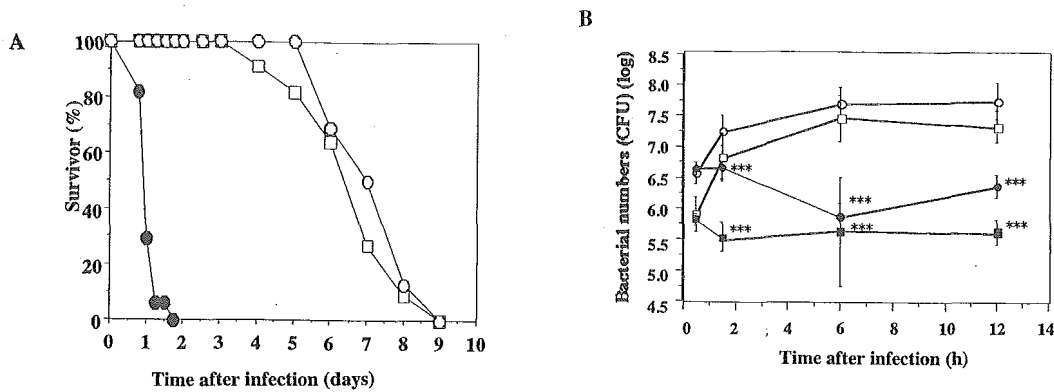 A
Survivor (%)
100
80
60
40
20
0
0 1 2 3 4 5 6 7 8 9 10
Time after infection (days)
B
Bacterial numbers (CFU) (log)
8.5
8.0
7.5
7.0
6.5
6.0
5.5
5.0
4.5
***
***
***
***
***
***
0 2 4 6 8 10 12 14
Time after infection (h)